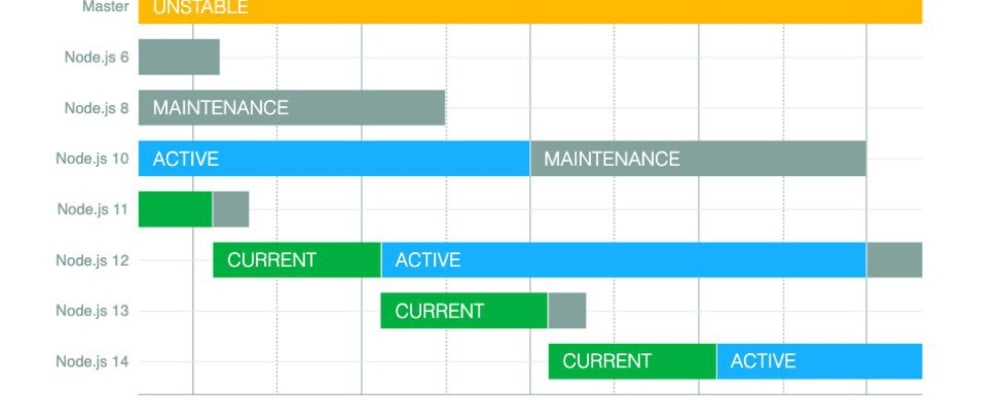 Master UNSTABLE
Node.js 6
Node.js 8 MAINTENANCE
Node.js 10 ACTIVE MAINTENANCE
Node.js 11
Node.js 12 CURRENT ACTIVE
Node.js 13 CURRENT
Node.js 14 CURRENT ACTIVE